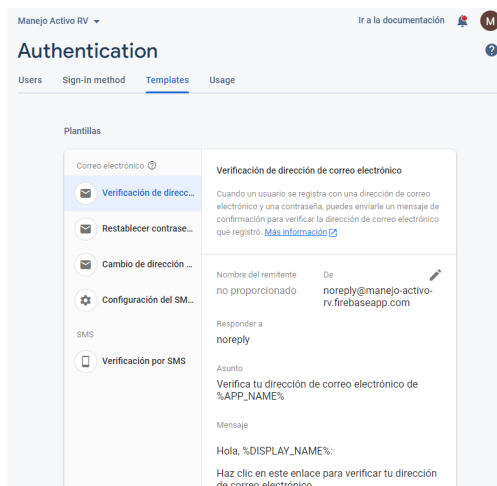 Manejo
Activo RV
Ir a la documentación
M
Authentication
?
Users Sign-in method Templates Usage
Plantillas
Correo electrónico
Verificación de direcc...
Restablecer contrase...
Cambio de dirección ...
Configuración del SM...
SMS
Verificación por SMS
Verificación de dirección de correo electrónico
Cuando un usuario se registra con una dirección de correo
electrónico y una contraseña, puedes enviarle un mensaje de
confirmación para verificar la dirección de correo electrónico
que registró. Más información
Nombre del remitente
no proporcionado
De
noreply@manejo-activo-
rv.firebaseapp.com
Responder a
noreply
Asunto
Verifica tu dirección de correo electrónico de
%APP_NAME%
Mensaje
Hola, %DISPLAY_NAME%:
Haz clic en este enlace para verificar tu dirección
de correo electrónico